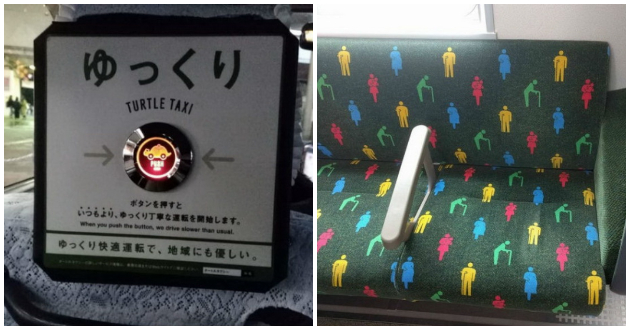 ゆっくり
TURTLE TAXI
ボタンを押すと
いつもより、ゆっくり丁寧な運転を開始します。
When you push the button, we drive slower than usual.
ゆっくり快適運転で、地域にも優しい。